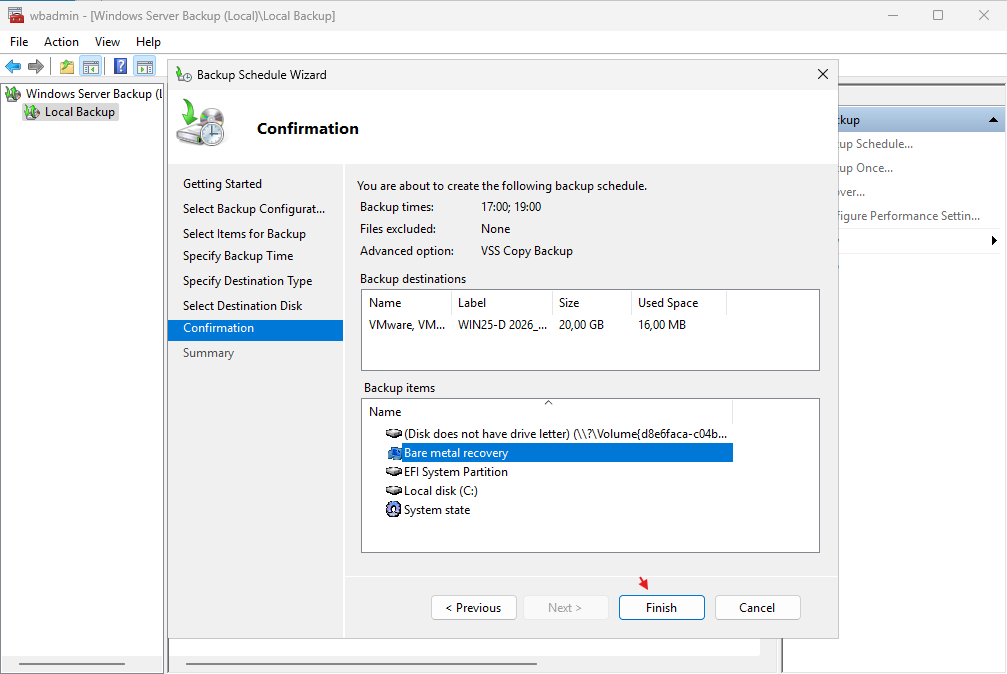 wbadmin - [Windows Server Backup (Local)\Local Backup]
File Action View Help
Windows Server Backup (L
Local Backup
Backup Schedule Wizard
Confirmation
Getting Started
Select Backup Configurat...
Select Items for Backup
Specify Backup Time
Specify Destination Type
Select Destination Disk
Confirmation
Summary
You are about to create the following backup schedule.
Backup times: 17:00; 19:00
Files excluded: None
Advanced option: VSS Copy Backup
Backup destinations
Name Label Size Used Space
VMware, VM... WIN25-D 2026_... 20,00 GB 16,00 MB
Backup items
Name
(Disk does not have drive letter) (\\?\Volume{d8e6faca-c04b...
Bare metal recovery
EFI System Partition
Local disk (C:)
System state
< Previous Next > Finish Cancel
kup
kup Schedule...
kup Once...
ver...
figure Performance Settin...